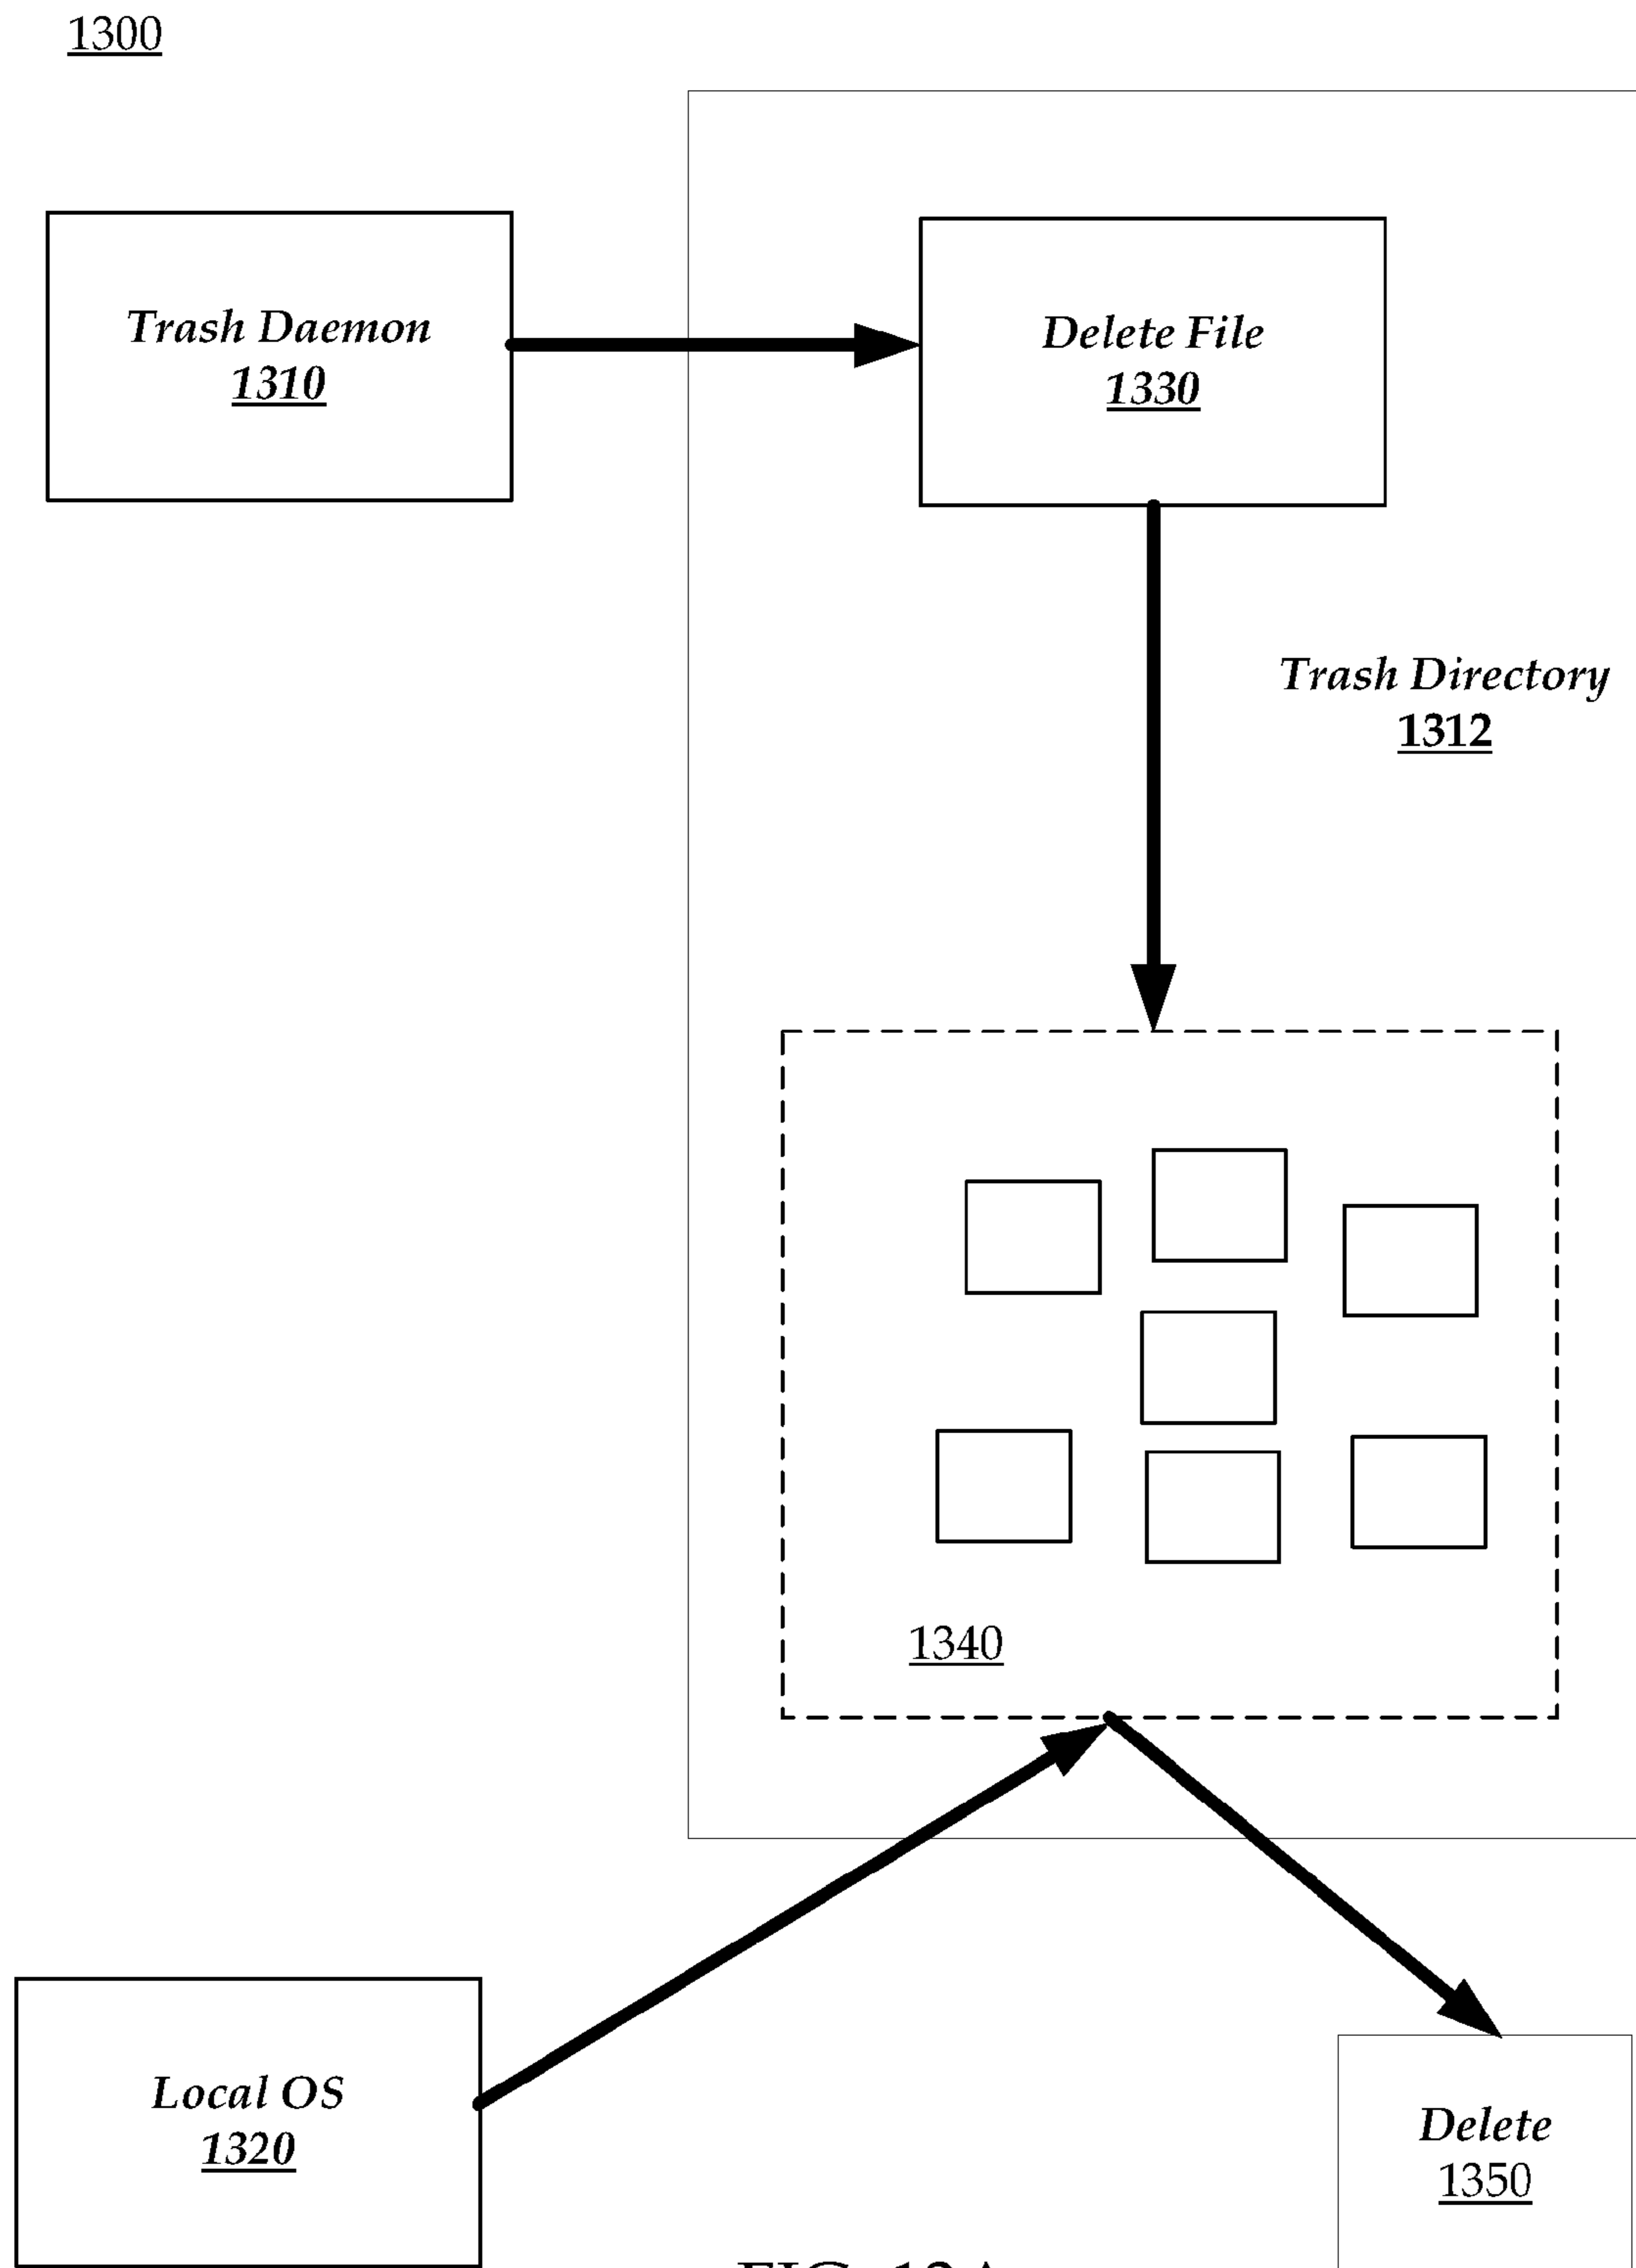 1300
Trash Daemon
1310
Delete File
1330
Trash Directory
1312
1340
Local OS
1320
Delete
1350